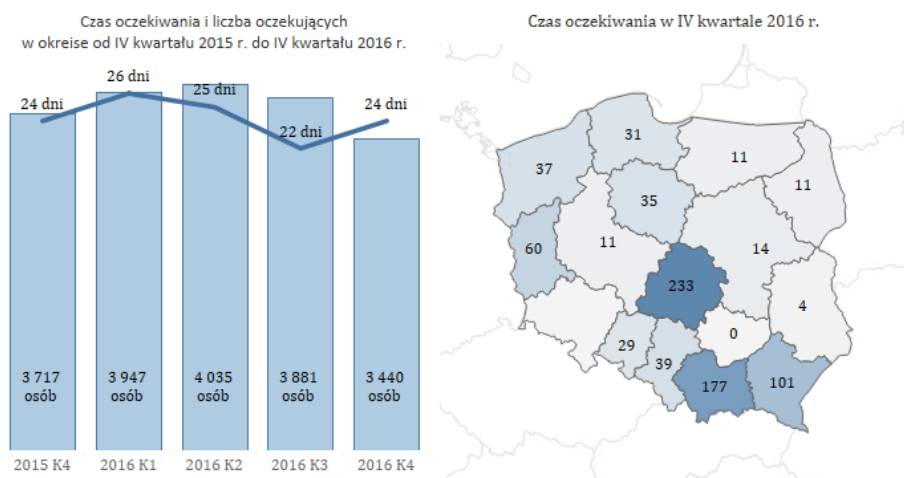 Czas oczekiwania i liczba oczekujących
w okreise od IV kwartału 2015 r. do IV kwartału 2016 r.
24 dni
26 dni
25 dni
22 dni
24 dni
3 717
osób
3 947
osób
4 035
osób
3 881
osób
3 440
osób
2015 K4
2016 K1
2016 K2
2016 K3
2016 K4
Czas oczekiwania w IV kwartale 2016 r.
37
31
11
11
35
60
11
14
233
4
0
29
39
177
101